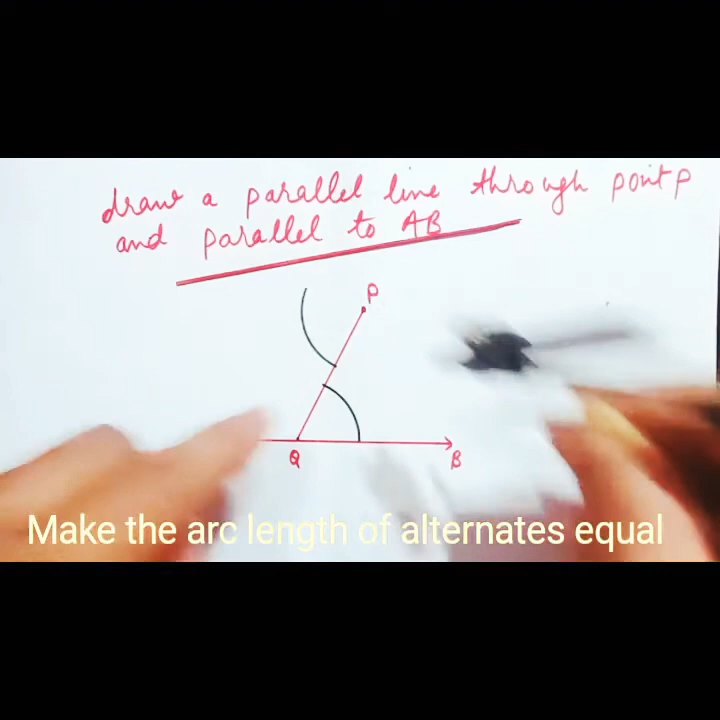 draw a parallel line through point p
and parallel to AB
P
Q
B
Make the arc length of alternates equal